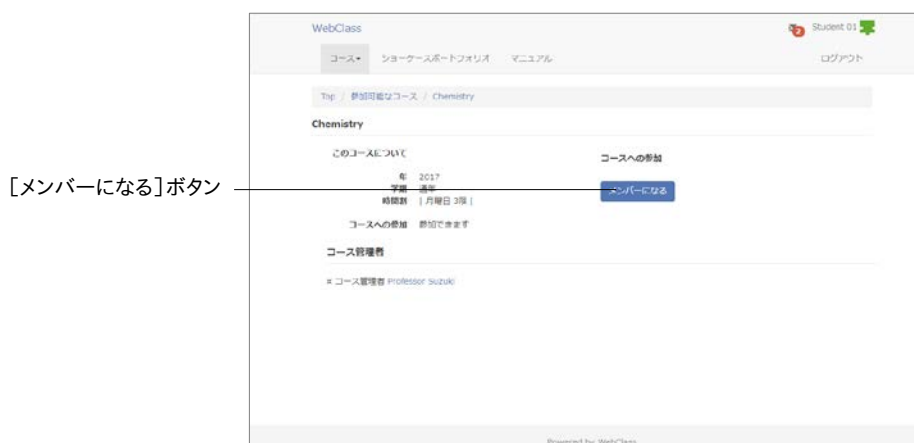 WebClass
2 Student 01
コース▾ ショーケースポートフォリオ マニュアル ログアウト
Top / 参加可能なコース / Chemistry
Chemistry
このコースについて
コースへの参加
[メンバーになる]ボタン
年 2017
学期 通年
メンバーになる
時間割 | 月曜日 3限 |
コースへの参加 参加できます
コース管理者
コース管理者 Professor Suzuki
Powered by WebClass